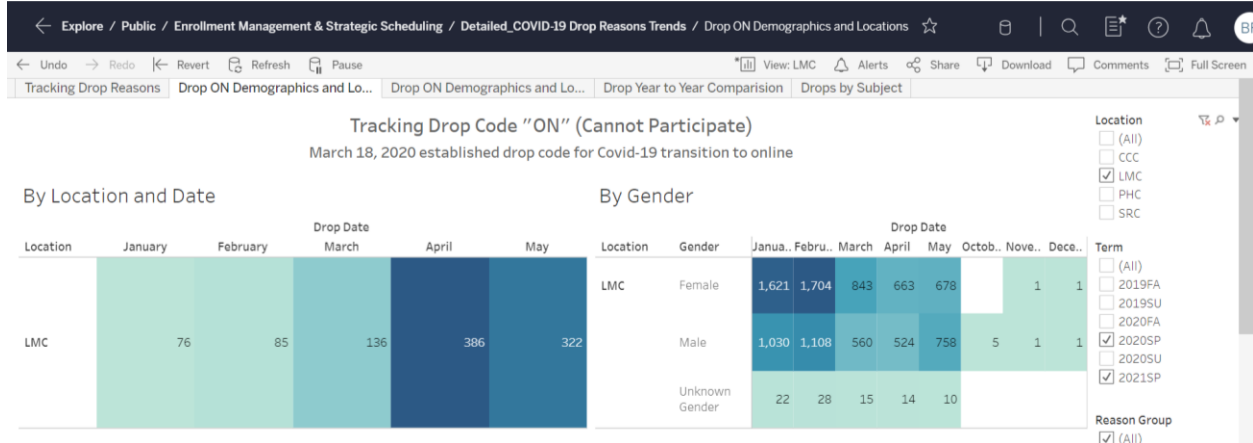 Explore / Public / Enrollment Management & Strategic Scheduling / Detailed_COVID-19 Drop Reasons Trends / Drop ON Demographics and Locations
Undo Redo Revert Refresh Pause View: LMC Alerts Share Download Comments Full Screen
Tracking Drop Reasons Drop ON Demographics and Lo... Drop ON Demographics and Lo... Drop Year to Year Comparision Drops by Subject
Tracking Drop Code "ON" (Cannot Participate)
March 18, 2020 established drop code for Covid-19 transition to online
By Location and Date
Drop Date
Location January February March April May
LMC 76 85 136 386 322
By Gender
Drop Date
Location Gender Janua.. Febru.. March April May Octob.. Nove.. Dece..
LMC Female 1,621 1,704 843 663 678 1 1
Male 1,030 1,108 560 524 758 5 1 1
Unknown
Gender 22 28 15 14 10
Location
(All)
CCC
LMC
PHC
SRC
Term
(All)
2019FA
2019SU
2020FA
2020SP
2020SU
2021SP
Reason Group
(All)